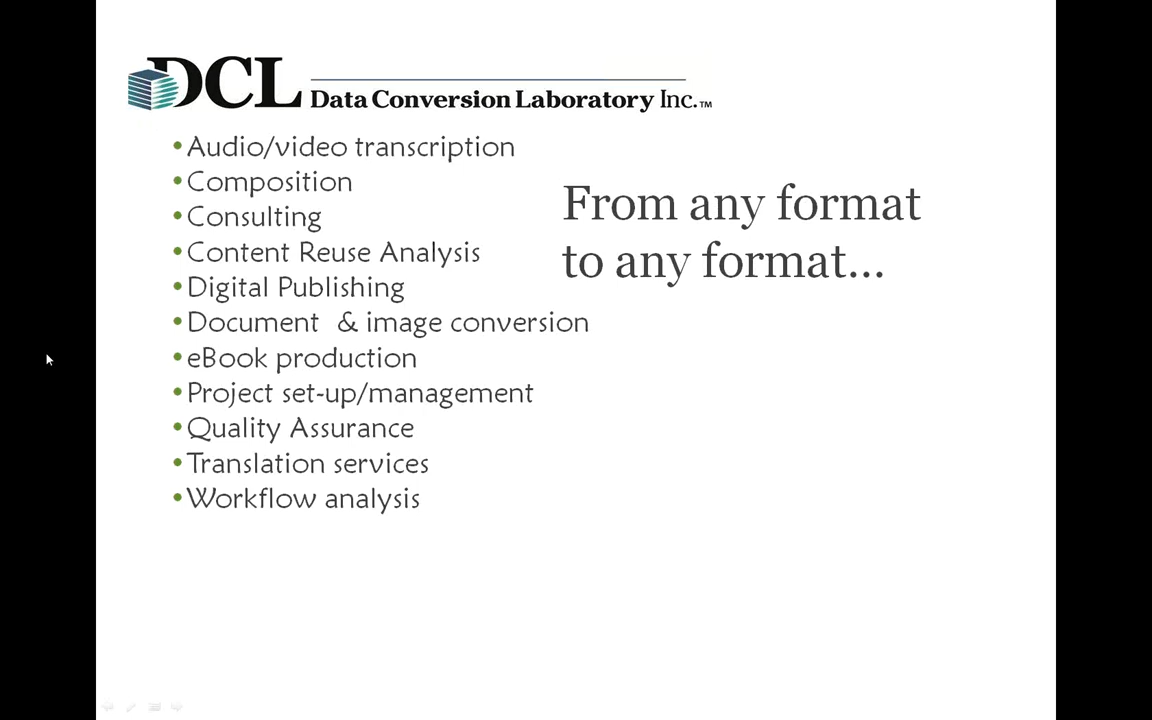 DCL
Data Conversion Laboratory Inc.™
•Audio/video transcription
•Composition
•Consulting
•Content Reuse Analysis
•Digital Publishing
•Document & image conversion
•eBook production
•Project set-up/management
•Quality Assurance
•Translation services
•Workflow analysis
From any format
to any format...